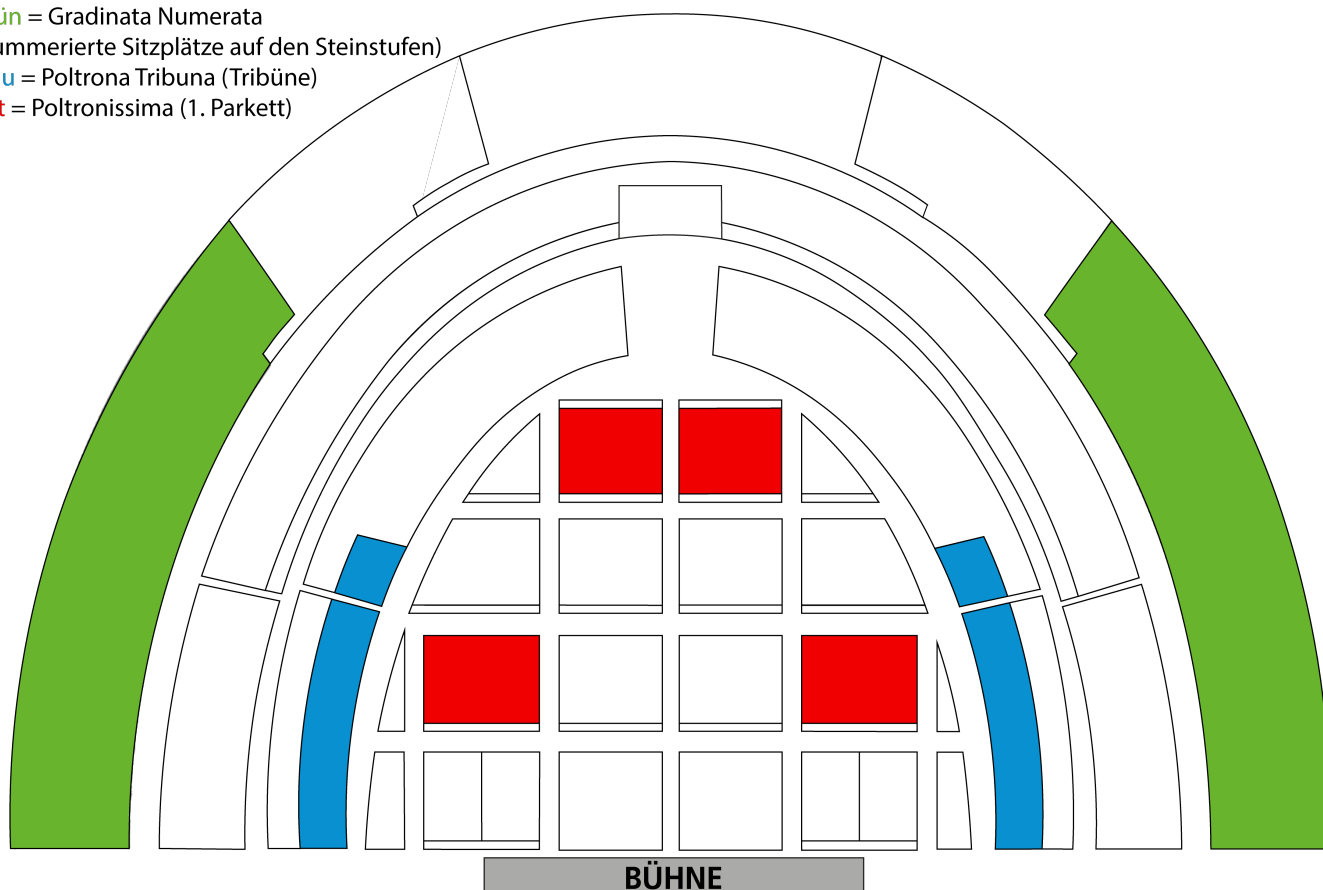 ün = Gradinata Numerata
ummerierte Sitzplätze auf den Steinstufen)
u = Poltrona Tribuna (Tribüne)
t = Poltronissima (1. Parkett)
BÜHNE